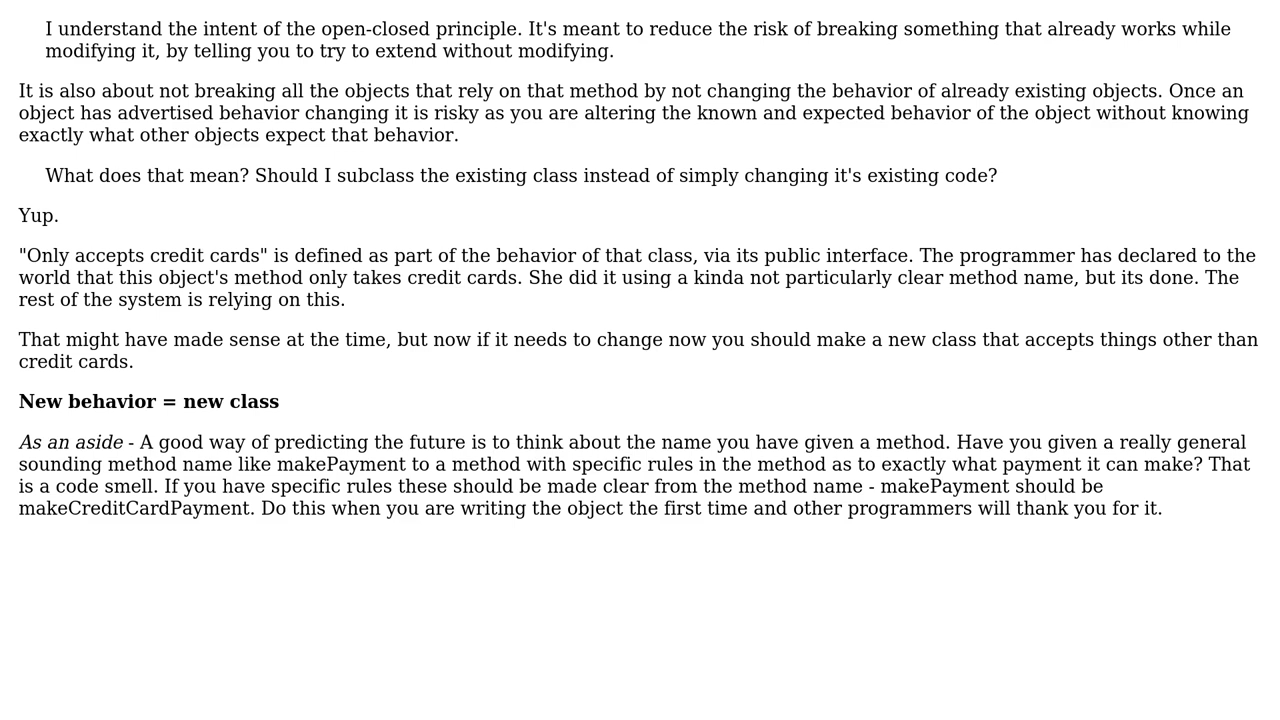 I understand the intent of the open-closed principle. It's meant to reduce the risk of breaking something that already works while
modifying it, by telling you to try to extend without modifying.
It is also about not breaking all the objects that rely on that method by not changing the behavior of already existing objects. Once an
object has advertised behavior changing it is risky as you are altering the known and expected behavior of the object without knowing
exactly what other objects expect that behavior.
What does that mean? Should I subclass the existing class instead of simply changing it's existing code?
Yup.
"Only accepts credit cards" is defined as part of the behavior of that class, via its public interface. The programmer has declared to the
world that this object's method only takes credit cards. She did it using a kinda not particularly clear method name, but its done. The
rest of the system is relying on this.
That might have made sense at the time, but now if it needs to change now you should make a new class that accepts things other than
credit cards.
New behavior = new class
As an aside - A good way of predicting the future is to think about the name you have given a method. Have you given a really general
sounding method name like makePayment to a method with specific rules in the method as to exactly what payment it can make? That
is a code smell. If you have specific rules these should be made clear from the method name - makePayment should be
makeCreditCardPayment. Do this when you are writing the object the first time and other programmers will thank you for it.